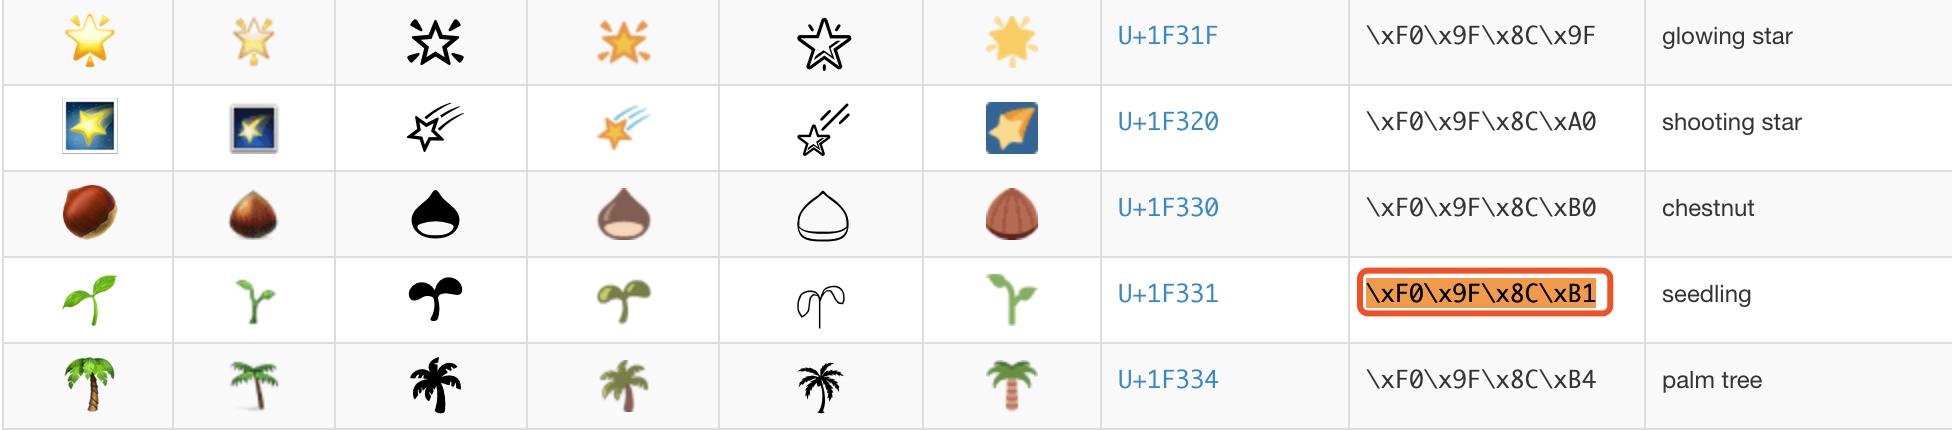 U+1F31F \xF0\x9F\x8C\x9F glowing star
U+1F320 \xF0\x9F\x8C\xA0 shooting star
U+1F330 \xF0\x9F\x8C\xB0 chestnut
U+1F331 \xF0\x9F\x8C\xB1 seedling
U+1F334 \xF0\x9F\x8C\xB4 palm tree